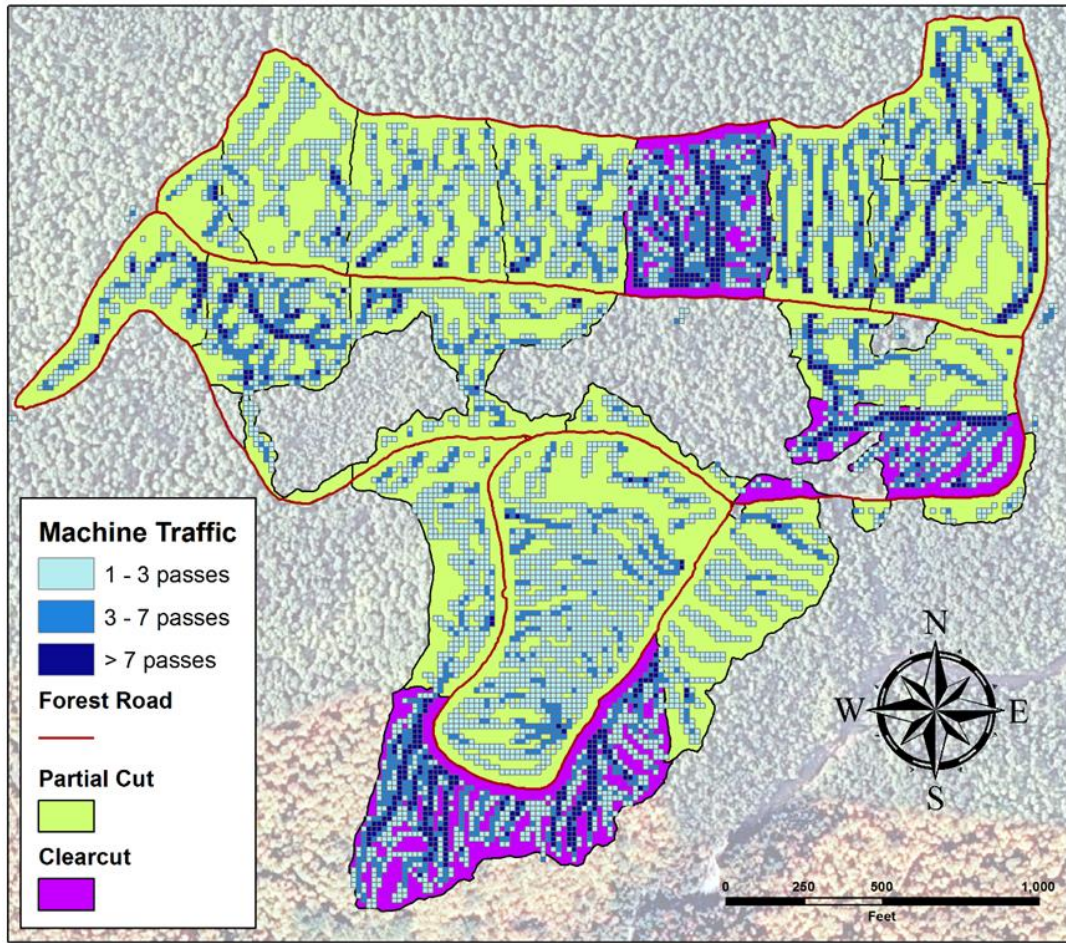 Machine Traffic
1 - 3 passes
3 - 7 passes
> 7 passes
Forest Road
Partial Cut
Clearcut
N
W E
S
0 250 500 1,000
Feet